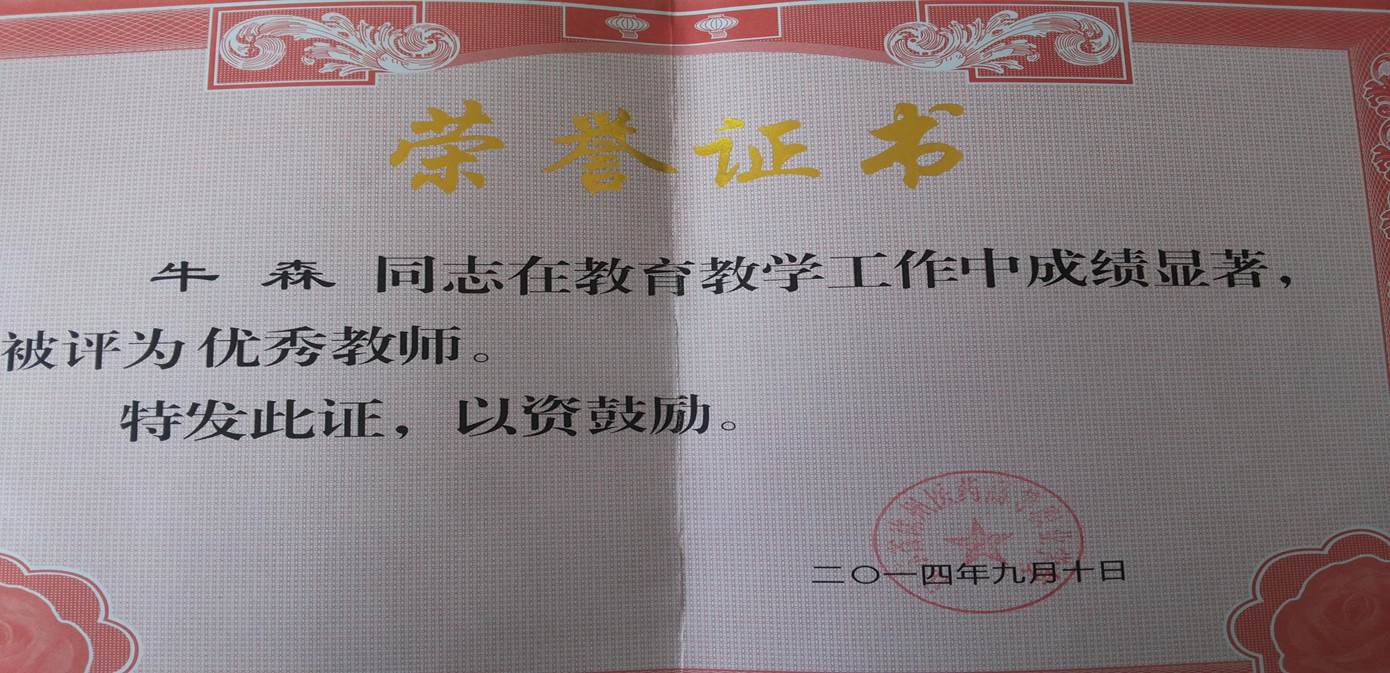 荣誉证书
牛 森 同志在教育教学工作中成绩显著，
被评为优秀教师。
特发此证，以资鼓励。
二〇一四年九月十日